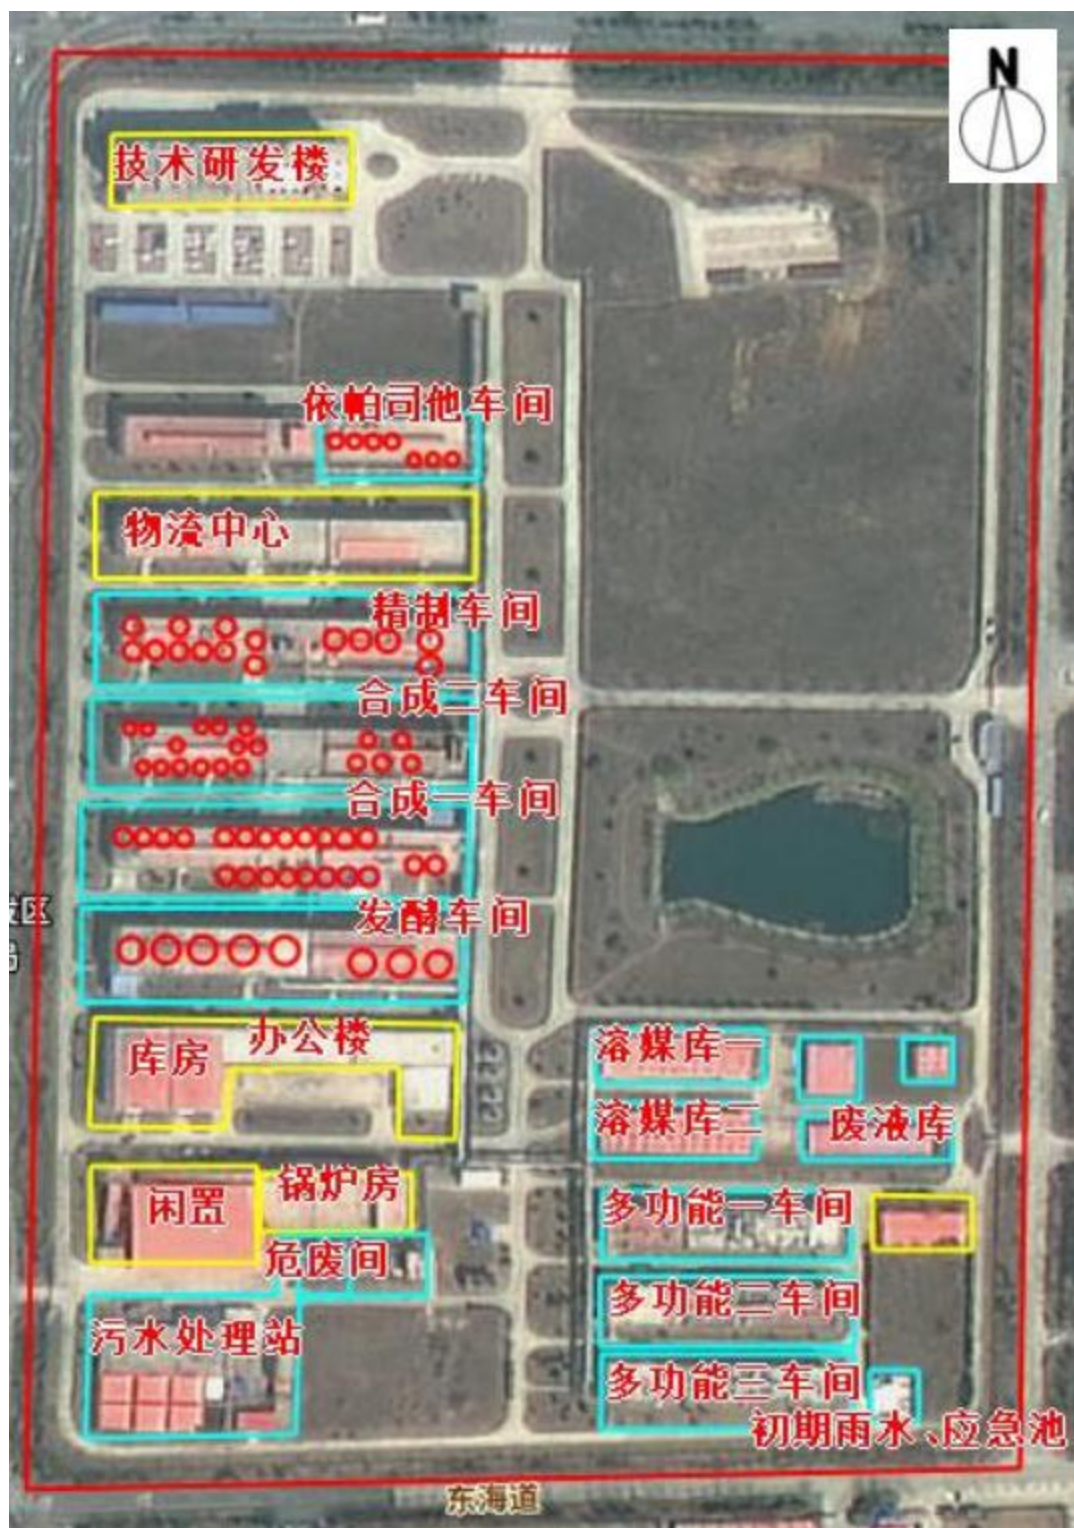 N
技术研发楼
依帕司他车间
物流中心
精制车间
合成二车间
合成一车间
发酵车间
办公楼
库房
溶媒库一
溶媒库二
废液库
锅炉房
闲置
多功能一车间
危废间
多功能二车间
污水处理站
多功能三车间
初期雨水、应急池
东海道